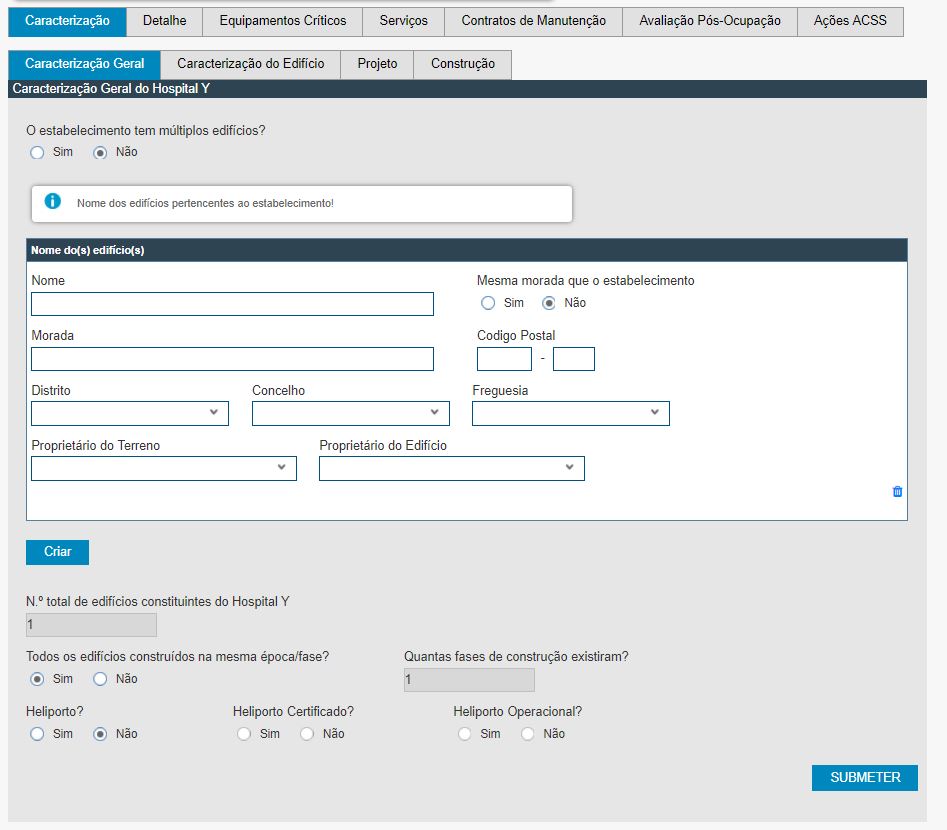 Caracterização Detalhe Equipamentos Críticos Serviços Contratos de Manutenção Avaliação Pós-Ocupação Ações ACSS
Caracterização Geral Caracterização do Edifício Projeto Construção
Caracterização Geral do Hospital Y
O estabelecimento tem múltiplos edifícios?
Sim Não
Nome dos edifícios pertencentes ao estabelecimento!
Nome do(s) edifício(s)
Nome Mesma morada que o estabelecimento
Sim Não
Morada Codigo Postal
-
Distrito Concelho Freguesia
Proprietário do Terreno Proprietário do Edifício
Criar
N.º total de edifícios constituintes do Hospital Y
1
Todos os edifícios construídos na mesma época/fase? Quantas fases de construção existiram?
Sim Não 1
Heliporto? Heliporto Certificado? Heliporto Operacional?
Sim Não Sim Não Sim Não
SUBMETER